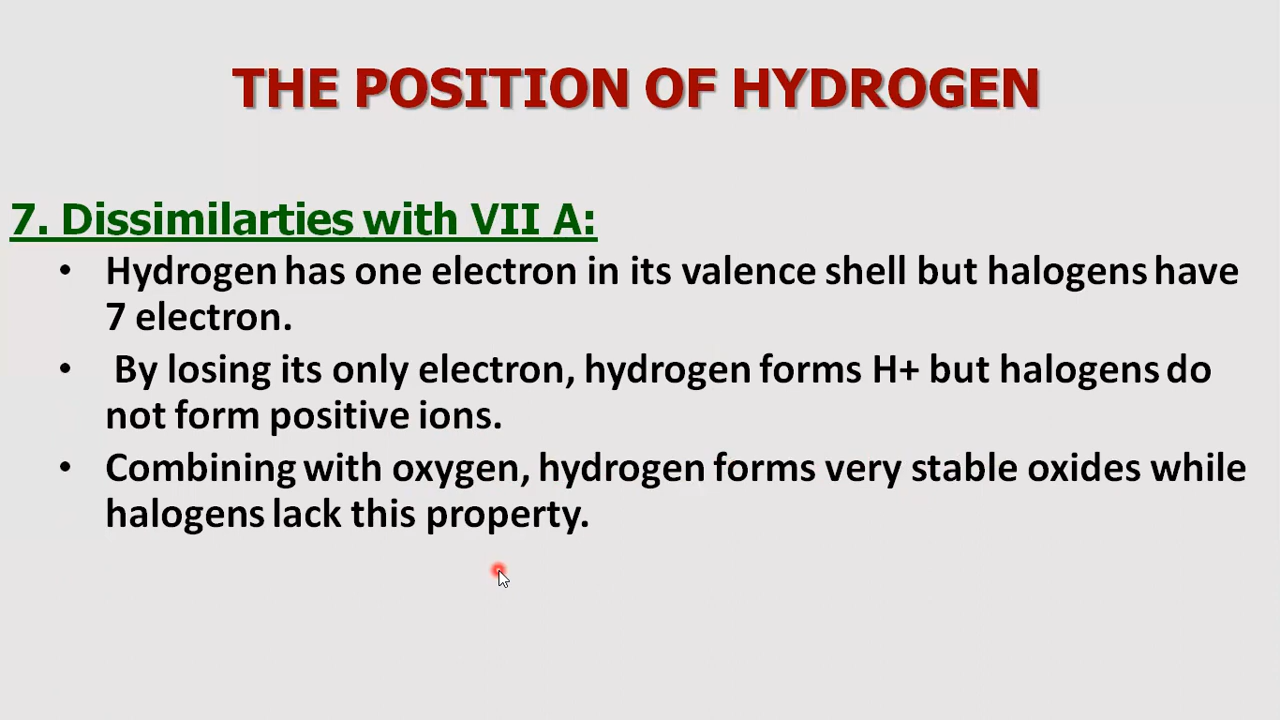 THE POSITION OF HYDROGEN
7. Dissimilarties with VII A:
• Hydrogen has one electron in its valence shell but halogens have
7 electron.
• By losing its only electron, hydrogen forms H+ but halogens do
not form positive ions.
• Combining with oxygen, hydrogen forms very stable oxides while
halogens lack this property.